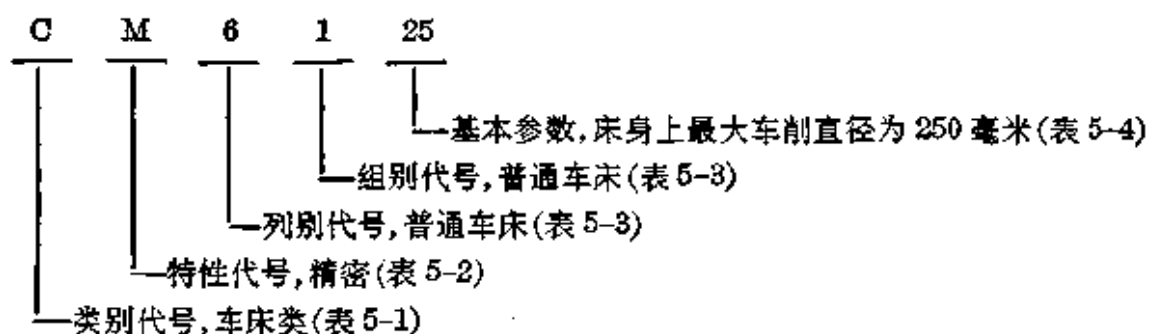 C M 6 1 25
基本参数,床身上最大车削直径为 250 毫米(表 5-4)
组别代号,普通车床(表 5-3)
列别代号,普通车床(表 5-3)
特性代号,精密(表 5-2)
类别代号,车床类(表 5-1)